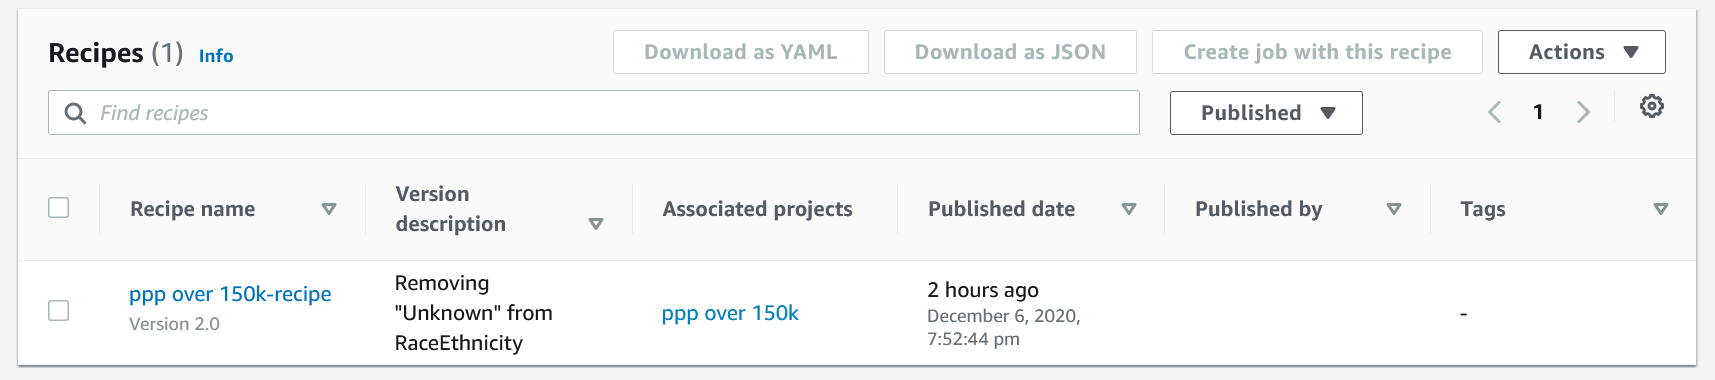 Recipes (1) Info
Download as YAML
Download as JSON
Create job with this recipe
Actions
Find recipes
Published
1
Recipe name
Version
description
Associated projects
Published date
Published by
Tags
ppp over 150k-recipe
Version 2.0
Removing
"Unknown" from
RaceEthnicity
ppp over 150k
2 hours ago
December 6, 2020,
7:52:44 pm
-